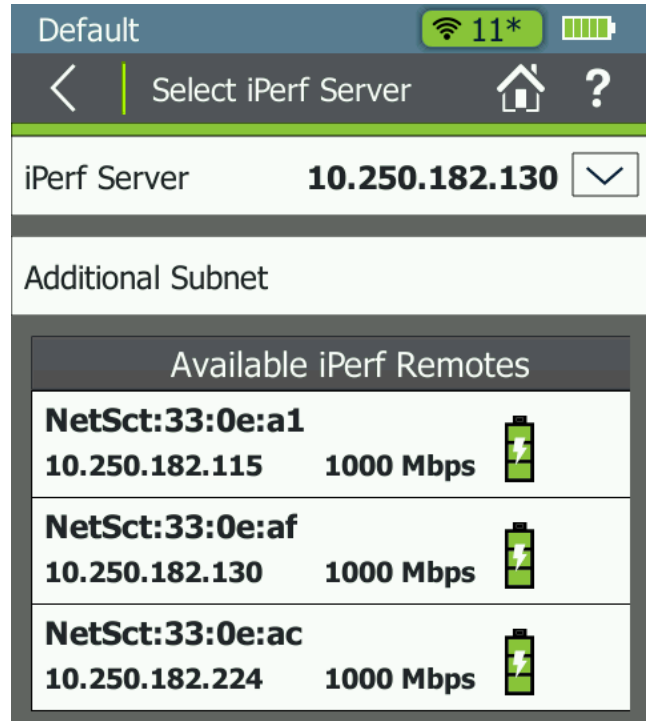 Default 11*
Select iPerf Server ?
iPerf Server 10.250.182.130
Additional Subnet
Available iPerf Remotes
NetSct:33:0e:a1
10.250.182.115 1000 Mbps
NetSct:33:0e:af
10.250.182.130 1000 Mbps
NetSct:33:0e:ac
10.250.182.224 1000 Mbps